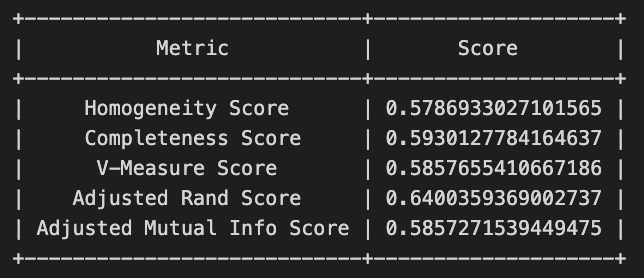 +----------------------------+--------------------+
|           Metric           |       Score        |
+----------------------------+--------------------+
|     Homogeneity Score      | 0.5786933027101565 |
|     Completeness Score     | 0.5930127784164637 |
|      V-Measure Score       | 0.5857655410667186 |
|    Adjusted Rand Score     | 0.6400359369002737 |
| Adjusted Mutual Info Score | 0.5857271539449475 |
+----------------------------+--------------------+